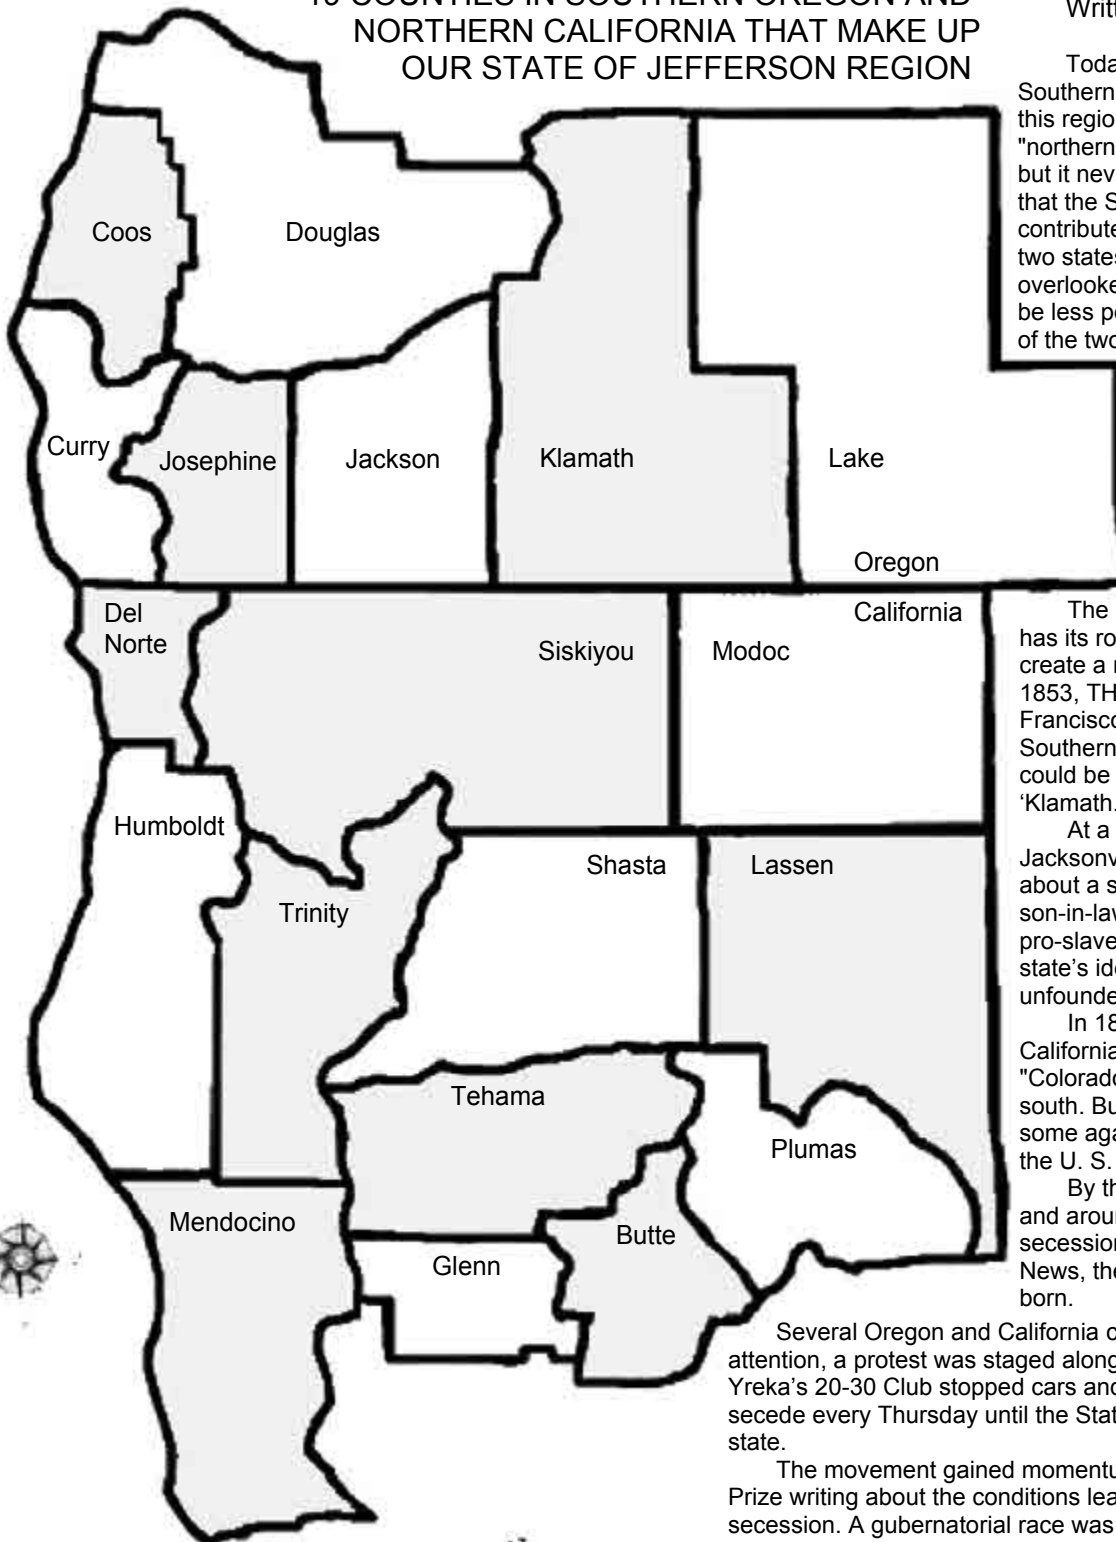 19 COUNTIES IN SOUTHERN OREGON AND
NORTHERN CALIFORNIA THAT MAKE UP
OUR STATE OF JEFFERSON REGION
Coos
Douglas
Curry
Josephine
Jackson
Klamath
Lake
Oregon
California
Del
Norte
Siskiyou
Modoc
Humboldt
Trinity
Shasta
Lassen
Tehama
Plumas
Mendocino
Glenn
Butte
Writt
Toda
Southern
this regio
"northern
but it nev
that the S
contribute
two states
overlooke
be less po
of the two
The
has its ro
create a n
1853, TH
Francisco
Southern
could be
‘Klamath.
At a
Jacksonv
about a s
son-in-law
pro-slave
state’s ide
unfounde
In 18
California
"Colorado
south. Bu
some aga
the U. S.
By th
and arour
secession
News, the
born.
Several Oregon and California c
attention, a protest was staged along
Yreka’s 20-30 Club stopped cars and
secede every Thursday until the Stat
state.
The movement gained momentu
Prize writing about the conditions lea
secession. A gubernatorial race was